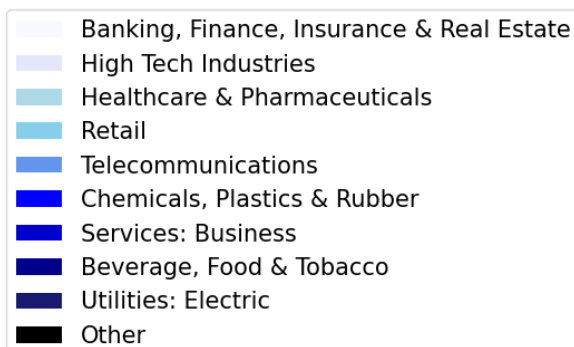 Banking, Finance, Insurance & Real Estate
High Tech Industries
Healthcare & Pharmaceuticals
Retail
Telecommunications
Chemicals, Plastics & Rubber
Services: Business
Beverage, Food & Tobacco
Utilities: Electric
Other